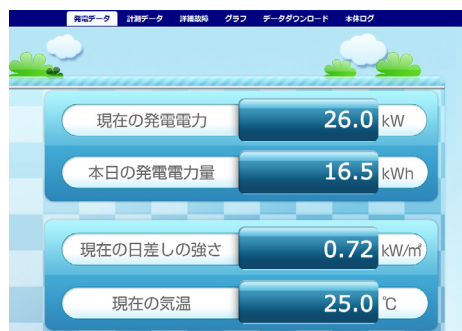 発電データ 計測データ 詳細故障 グラフ データダウンロード 本体ログ
現在の発電電力 26.0 kW
本日の発電電力量 16.5 kWh
現在の日差しの強さ 0.72 kW/㎡
現在の気温 25.0 ℃